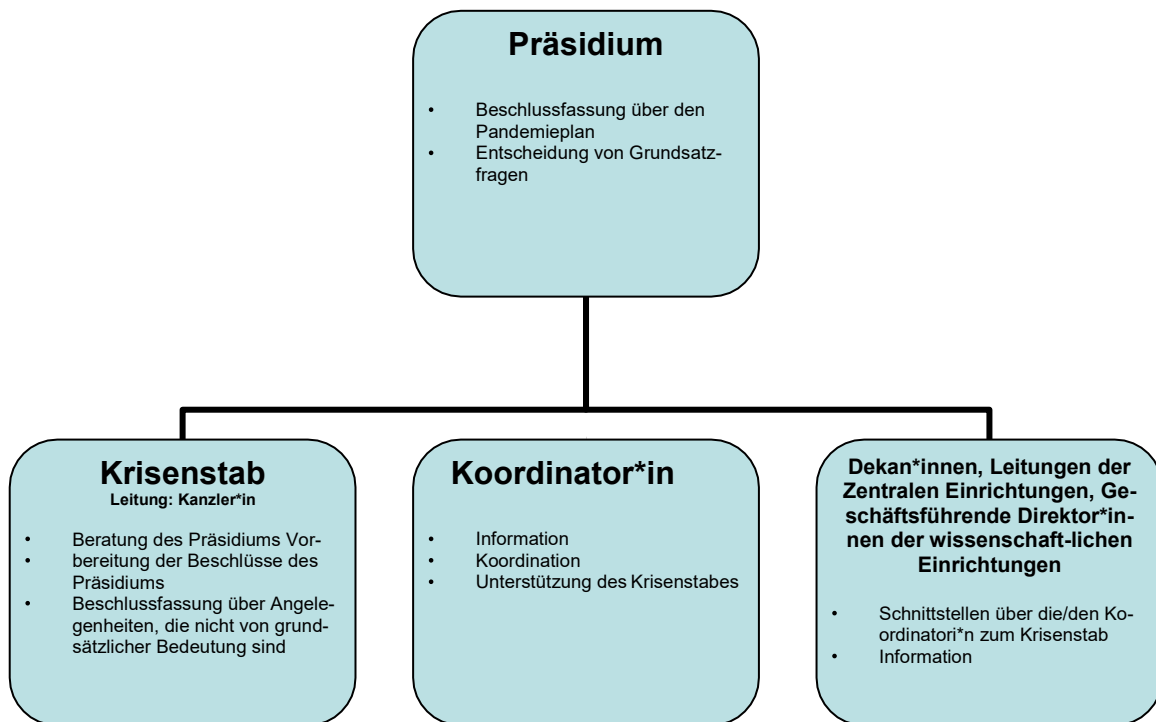 Präsidium
• Beschlussfassung über den
Pandemieplan
• Entscheidung von Grundsatz-
fragen
Krisenstab
Leitung: Kanzler*in
• Beratung des Präsidiums Vor-
• bereitung der Beschlüsse des
Präsidiums
• Beschlussfassung über Angele-
genheiten, die nicht von grund-
sätzlicher Bedeutung sind
Koordinator*in
• Information
• Koordination
• Unterstützung des Krisenstabes
Dekan*innen, Leitungen der
Zentralen Einrichtungen, Ge-
schäftsführende Direktor*in-
nen der wissenschaft-lichen
Einrichtungen
• Schnittstellen über die/den Ko-
ordinatori*n zum Krisenstab
• Information